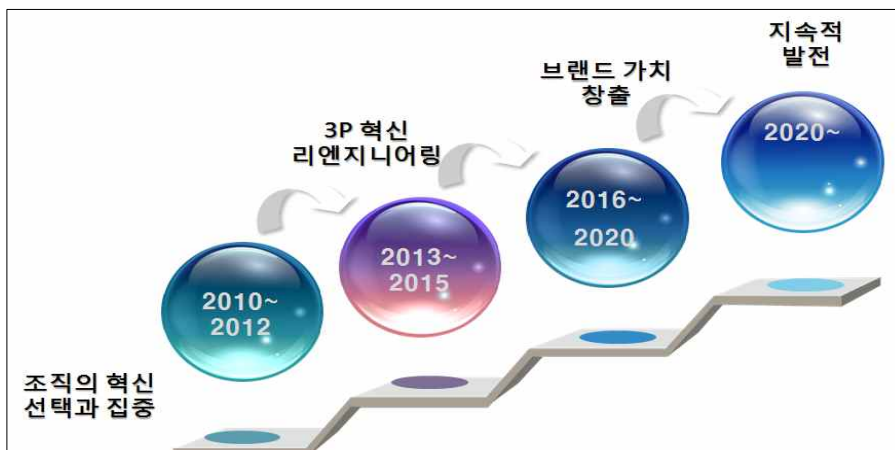 조직의 혁신
선택과 집중
2010~
2012
3P 혁신
리엔지니어링
2013~
2015
브랜드 가치
창출
2016~
2020
지속적
발전
2020~